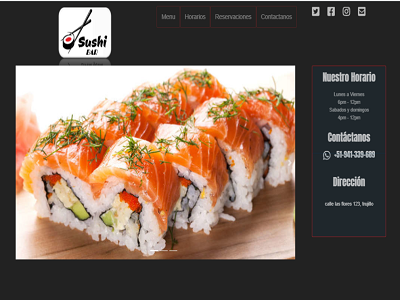 Sushi
BAR
Menu
Horarios
Reservaciones
Contactanos
Nuestro Horario
Lunes a Viernes
6pm - 12pm
Sabados y domingos
4pm - 12pm
Contáctanos
+51-941-339-609
Dirección
calle las flores 123, trujillo